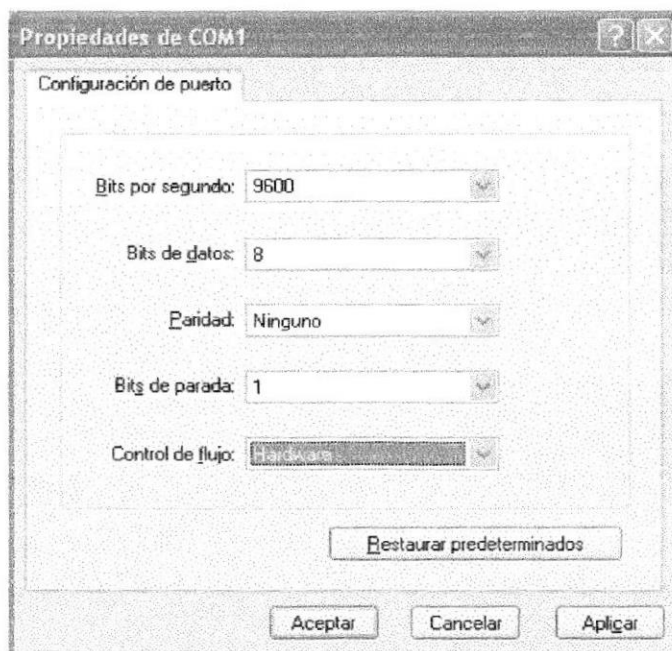 Propiedades de COM1
Configuración de puerto
Bits por segundo: 9600
Bits de datos: 8
Paridad: Ninguno
Bits de parada: 1
Control de flujo: Hardware
Restaurar predeterminados
Aceptar Cancelar Aplicar